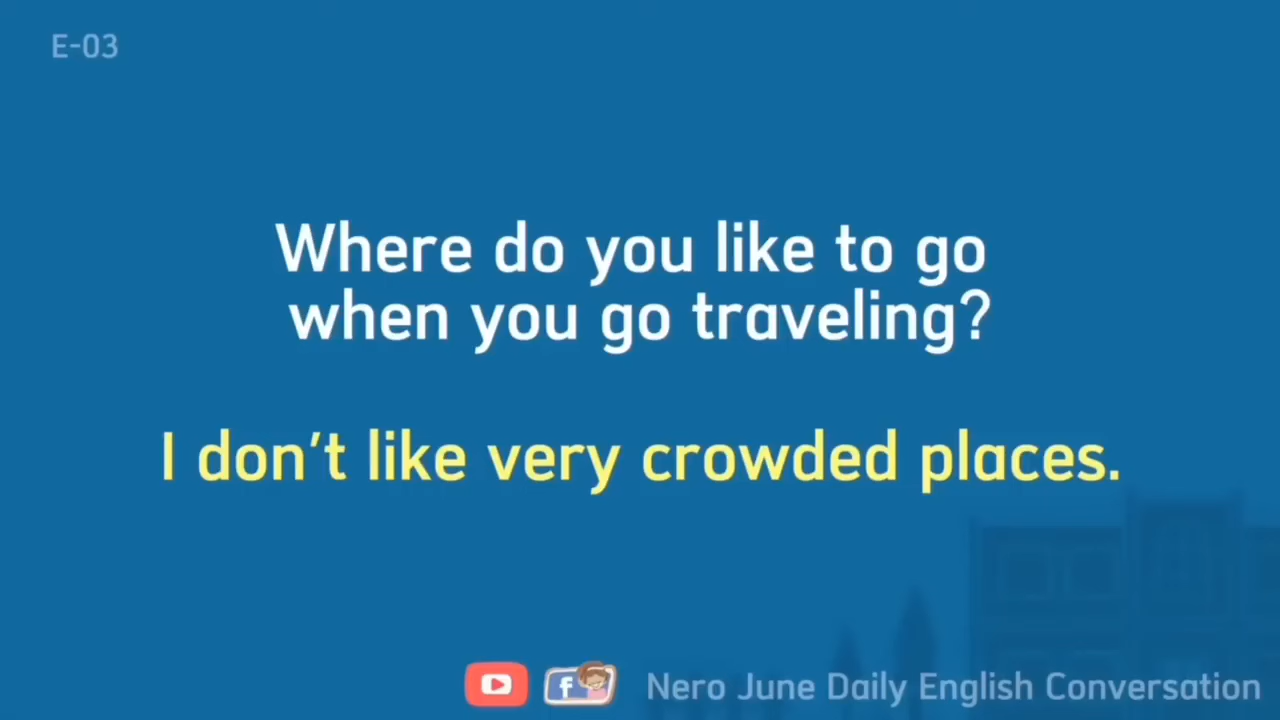 E-03
Where do you like to go
when you go traveling?
I don't like very crowded places.
f
Nero June Daily English Conversation